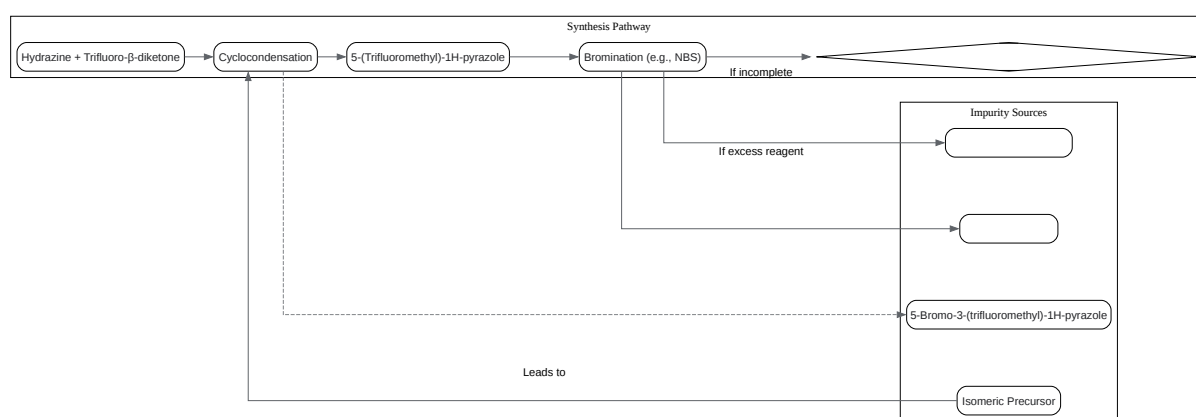 Synthesis Pathway
Hydrazine + Trifluoro-β-diketone
Cyclocondensation
5-(Trifluoromethyl)-1H-pyrazole
Bromination (e.g., NBS)
If incomplete
Impurity Sources
If excess reagent
5-Bromo-3-(trifluoromethyl)-1H-pyrazole
Leads to
Isomeric Precursor